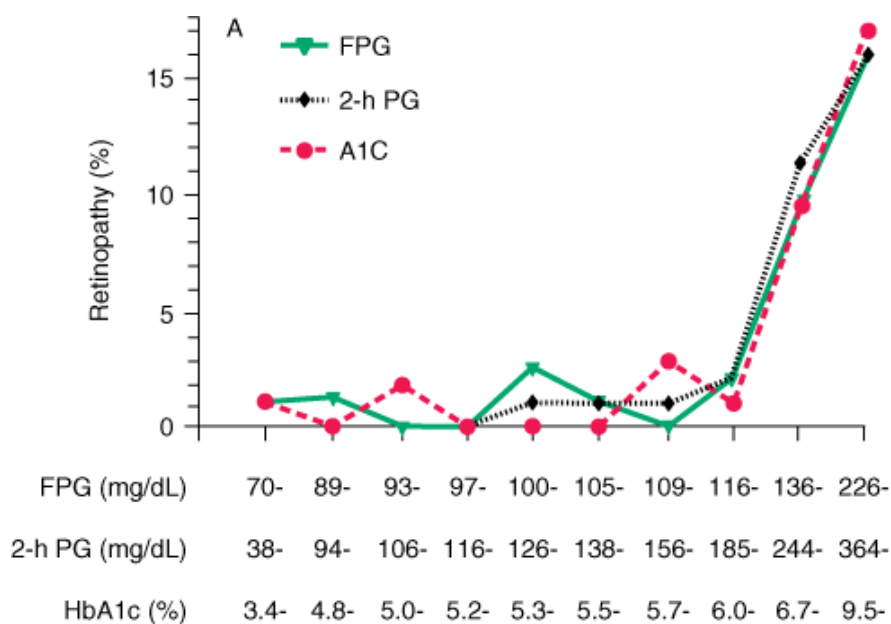 A
FPG
2-h PG
A1C
Retinopathy (%)
15
10
5
0
FPG (mg/dL) 70- 89- 93- 97- 100- 105- 109- 116- 136- 226-
2-h PG (mg/dL) 38- 94- 106- 116- 126- 138- 156- 185- 244- 364-
HbA1c (%) 3.4- 4.8- 5.0- 5.2- 5.3- 5.5- 5.7- 6.0- 6.7- 9.5-